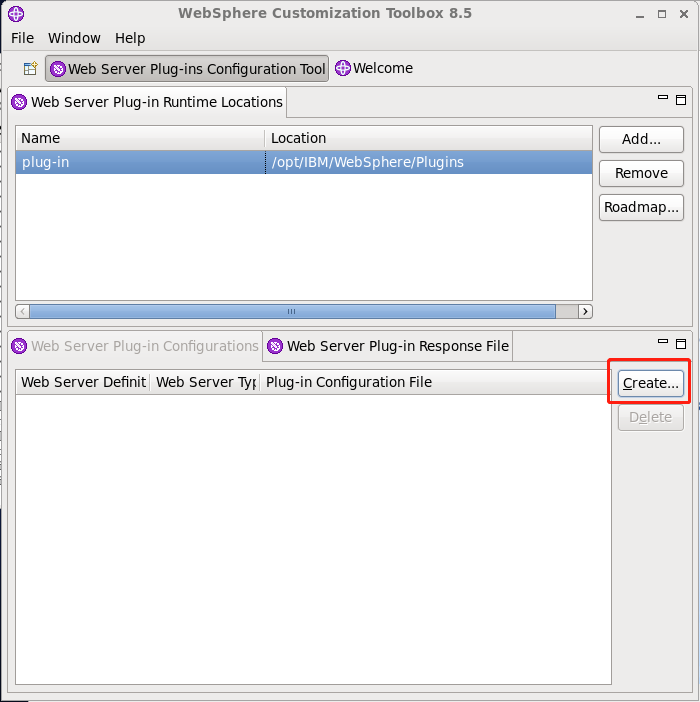 WebSphere Customization Toolbox 8.5
File Window Help
Web Server Plug-ins Configuration Tool Welcome
Web Server Plug-in Runtime Locations
Name Location
Add...
plug-in /opt/IBM/WebSphere/Plugins
Remove
Roadmap...
Web Server Plug-in Configurations Web Server Plug-in Response File
Web Server Definit Web Server Typ Plug-in Configuration File
Create...
Delete